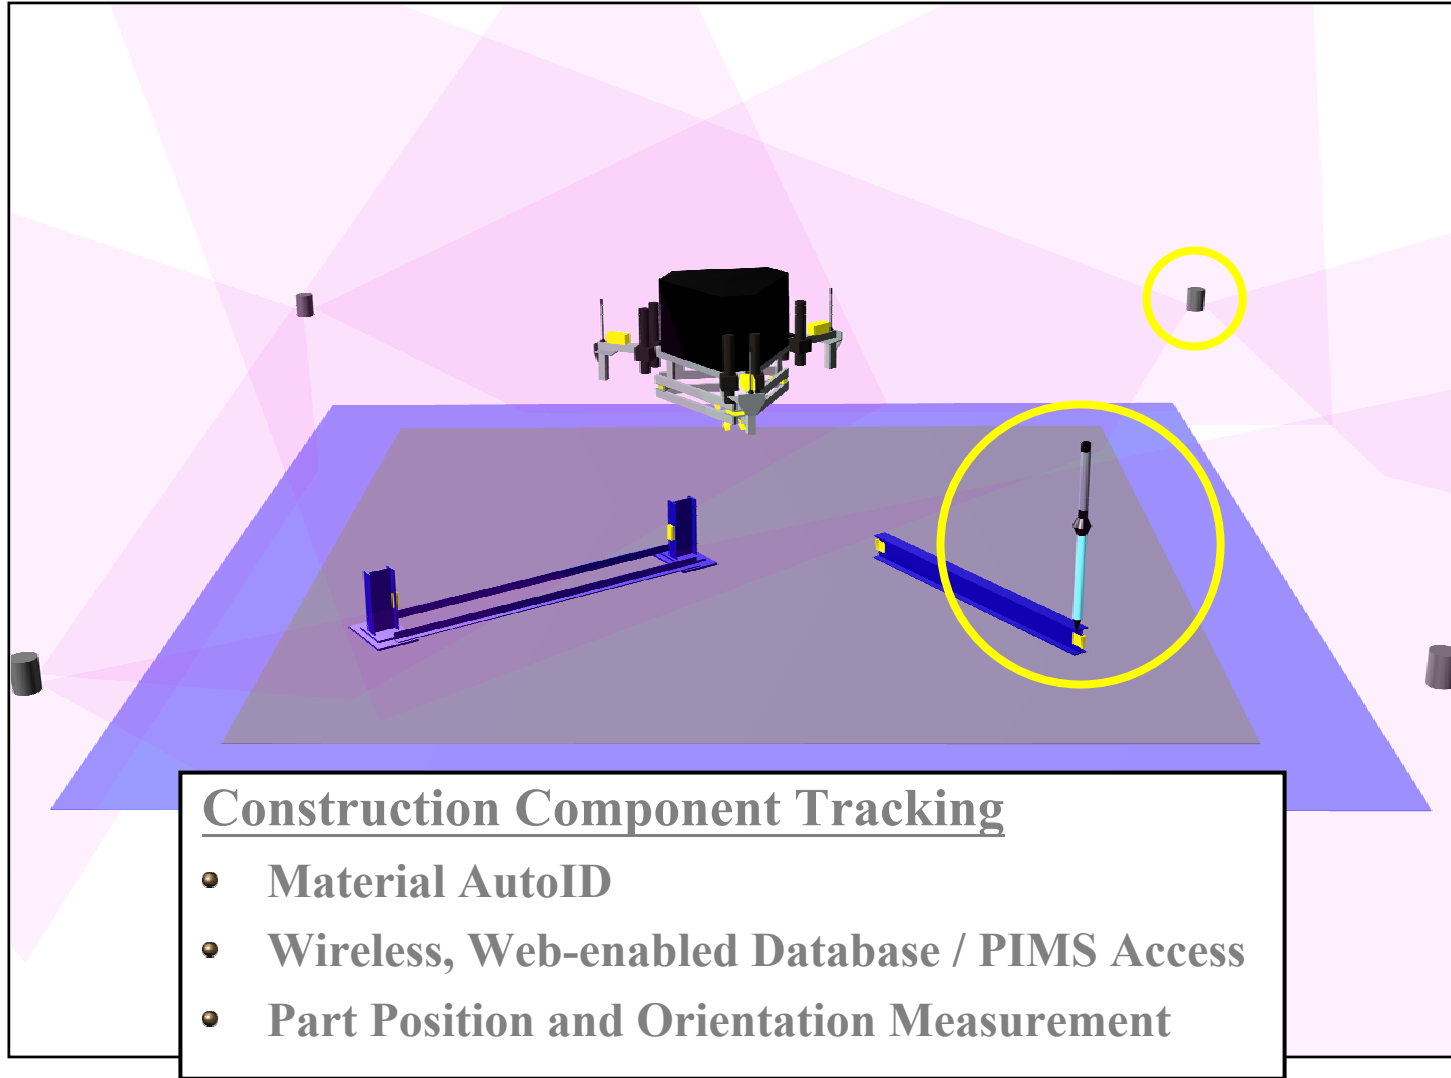 Construction Component Tracking
Material AutoID
Wireless, Web-enabled Database / PIMS Access
Part Position and Orientation Measurement